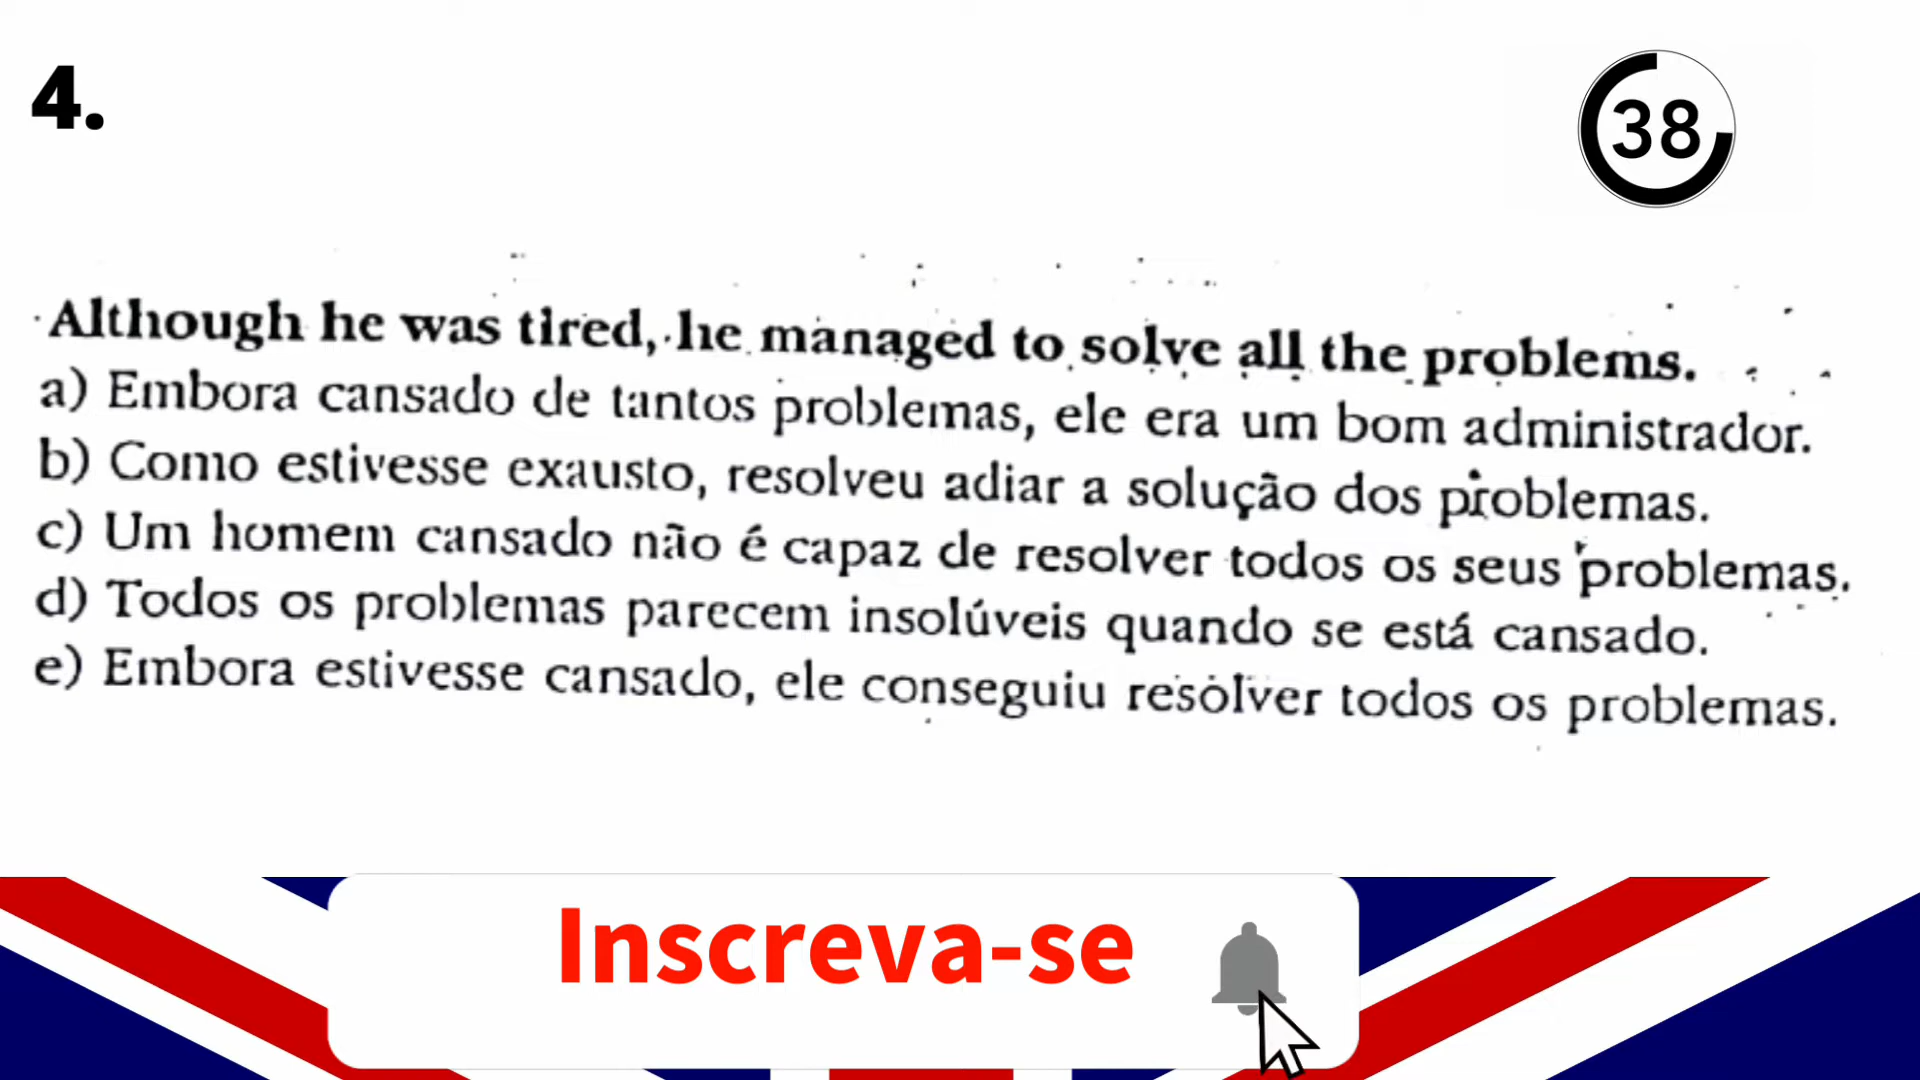 4.
38
Although he was tired, he managed to solve all the problems.
a) Embora cansado de tantos problemas, ele era um bom administrador.
b) Como estivesse exausto, resolveu adiar a solução dos problemas.
c) Um homem cansado não é capaz de resolver todos os seus problemas.
d) Todos os problemas parecem insolúveis quando se está cansado.
e) Embora estivesse cansado, ele conseguiu resolver todos os problemas.
Inscreva-se